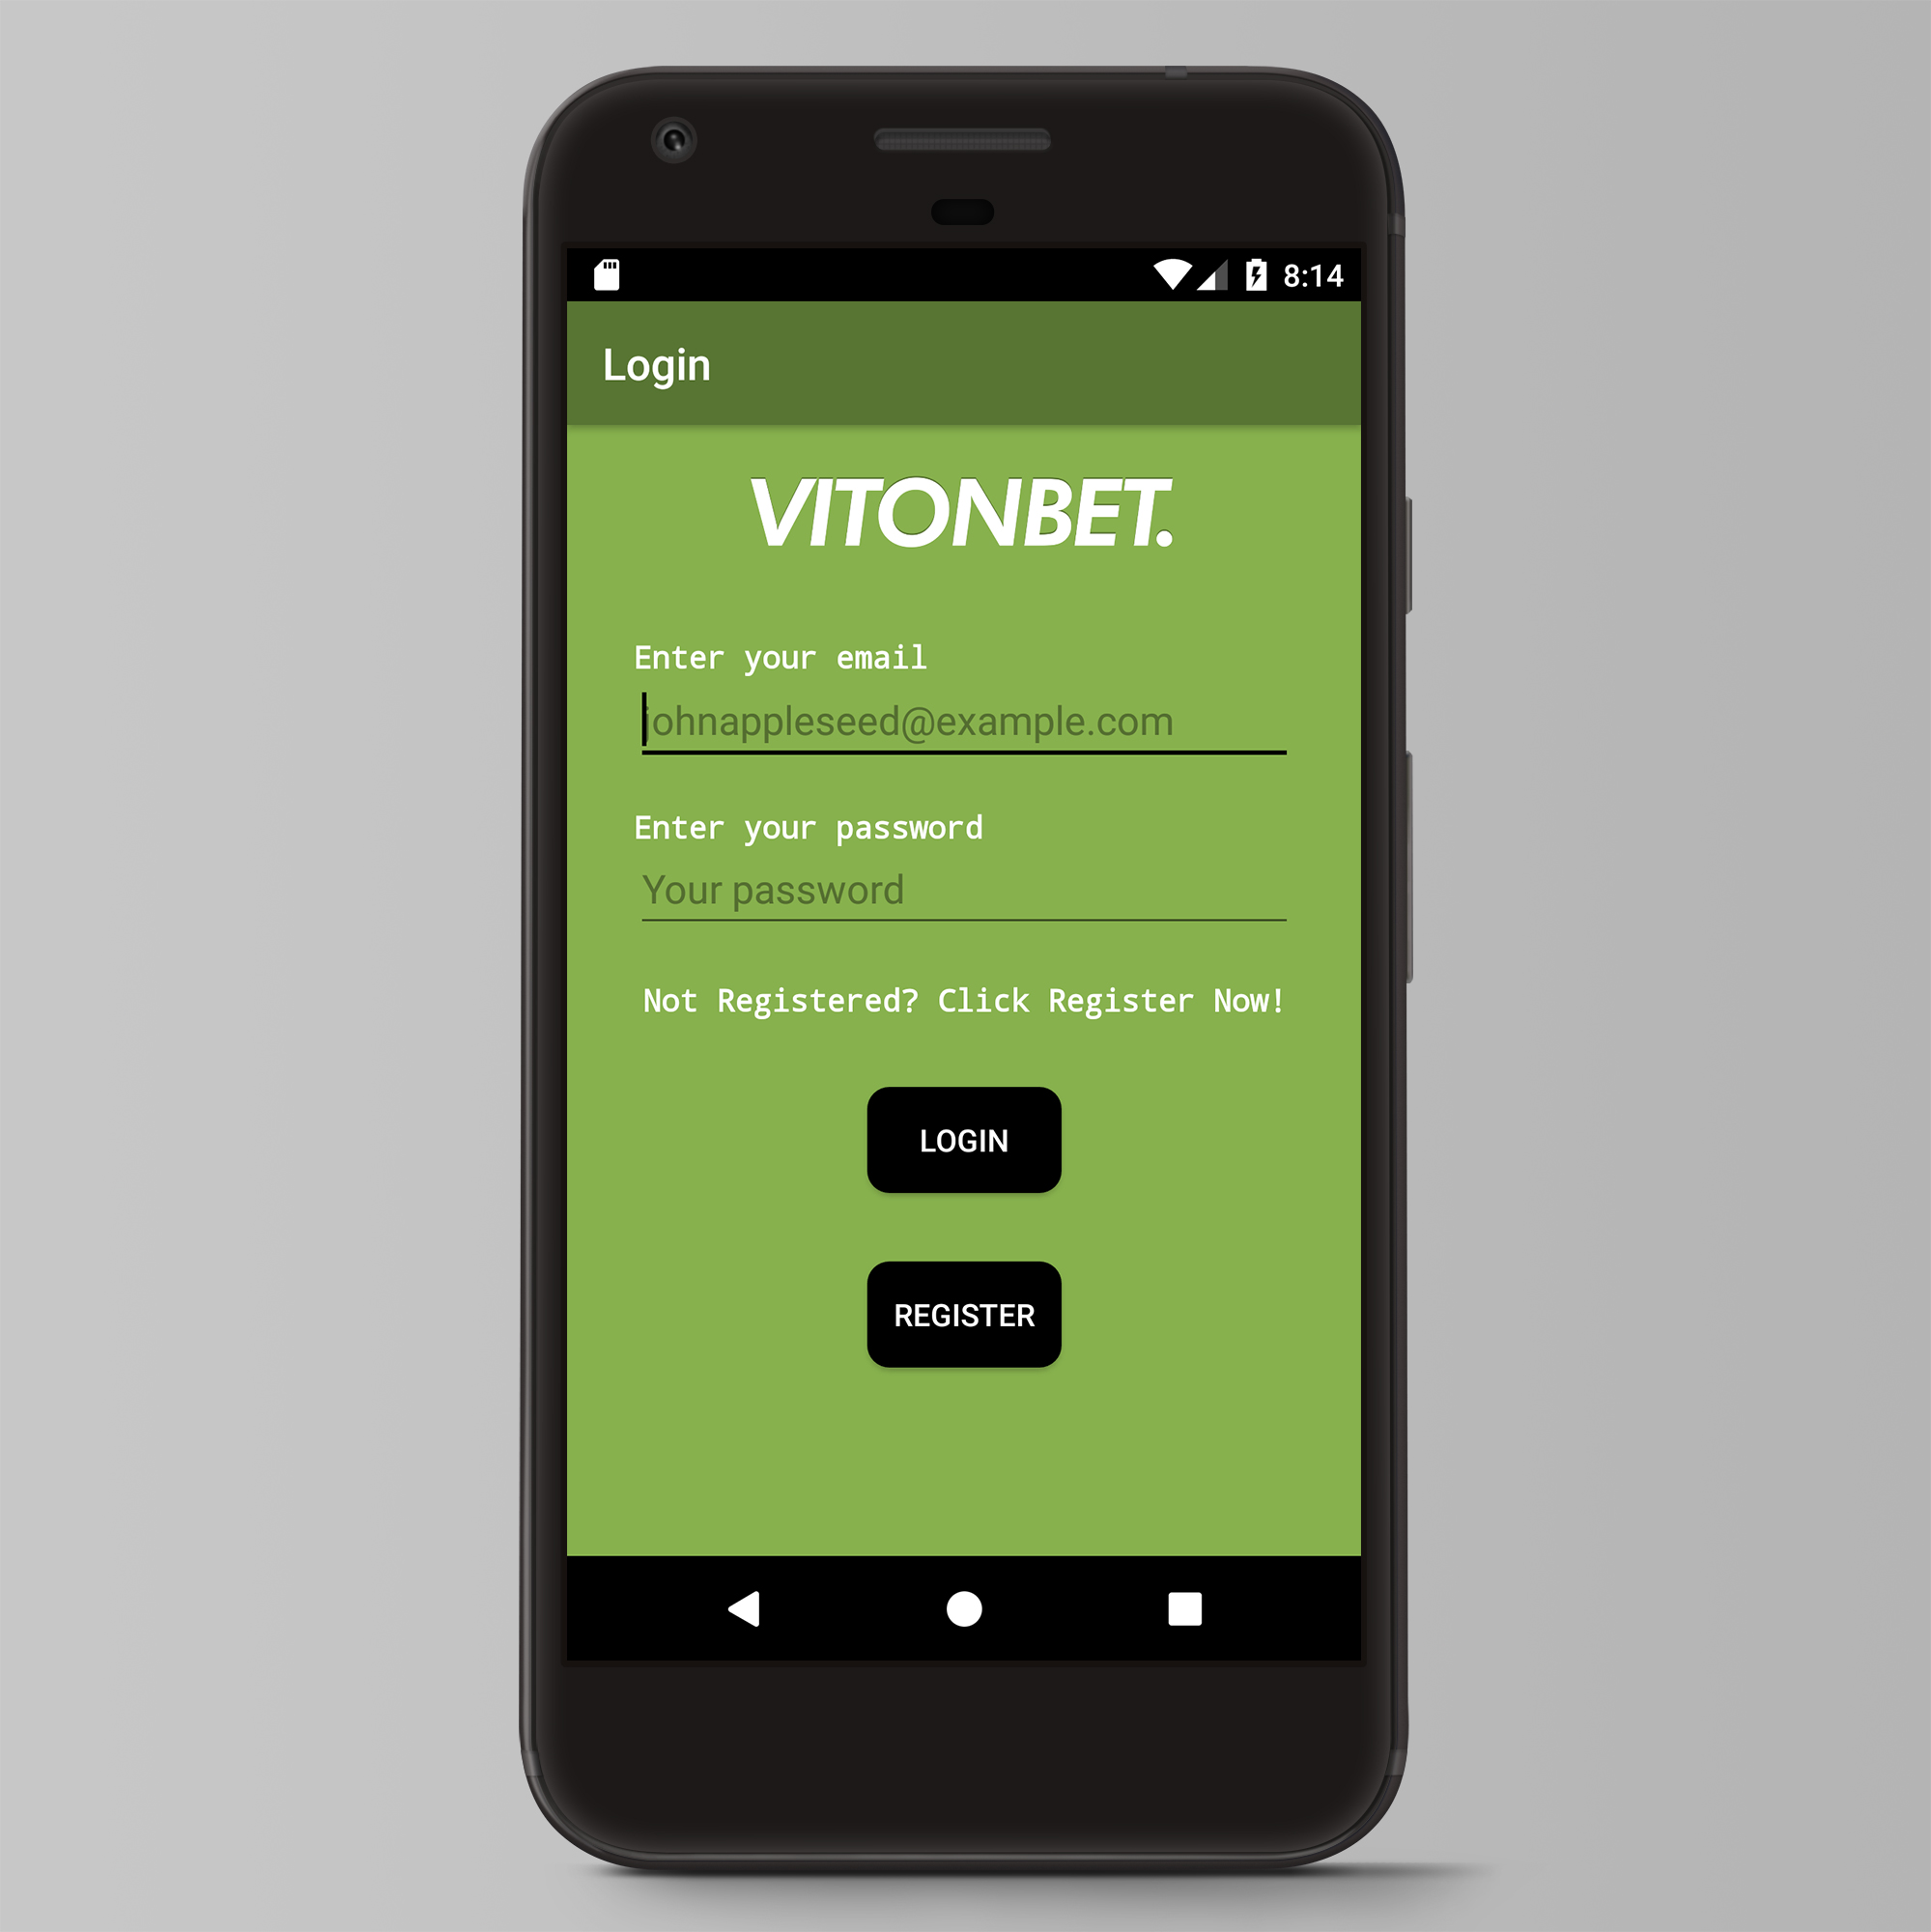 8:14
Login
VITONBET.
Enter your email
johnappleseed@example.com
Enter your password
Your password
Not Registered? Click Register Now!
LOGIN
REGISTER